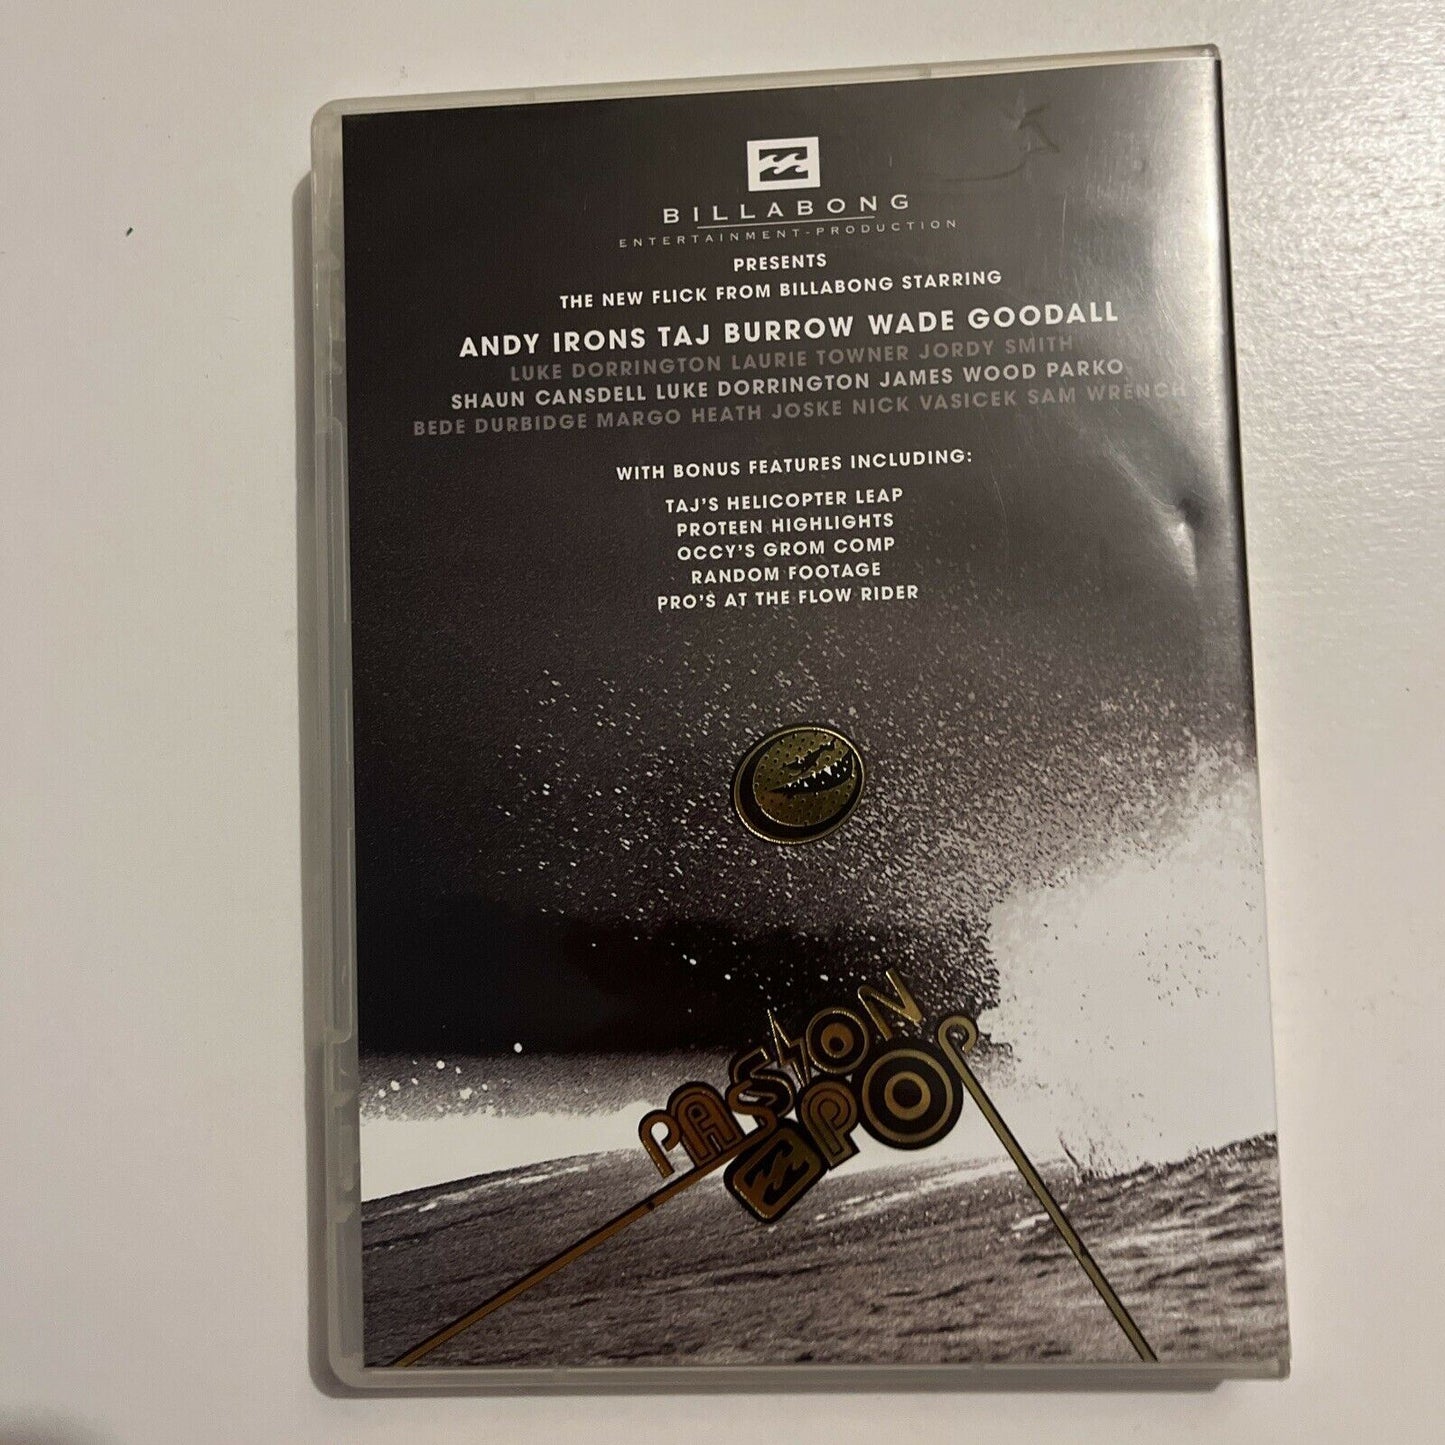 BILLABONG
ENTERTAINMENT-PRODUCTION
PRESENTS
THE NEW FLICK FROM BILLABONG STARRING
ANDY IRONS TAJ BURROW WADE GOODALL
LUKE DORRINGTON LAURIE TOWNER JORDY SMITH
SHAUN CANSDELL LUKE DORRINGTON JAMES WOOD PARKO
BEDE DURBIDGE MARGO HEATH JOSKE NICK VASICEK SAM WRENCH
WITH BONUS FEATURES INCLUDING:
TAJ'S HELICOPTER LEAP
PROTEEN HIGHLIGHTS
OCCY'S GROM COMP
RANDOM FOOTAGE
PRO'S AT THE FLOW RIDER
PASSION
POP